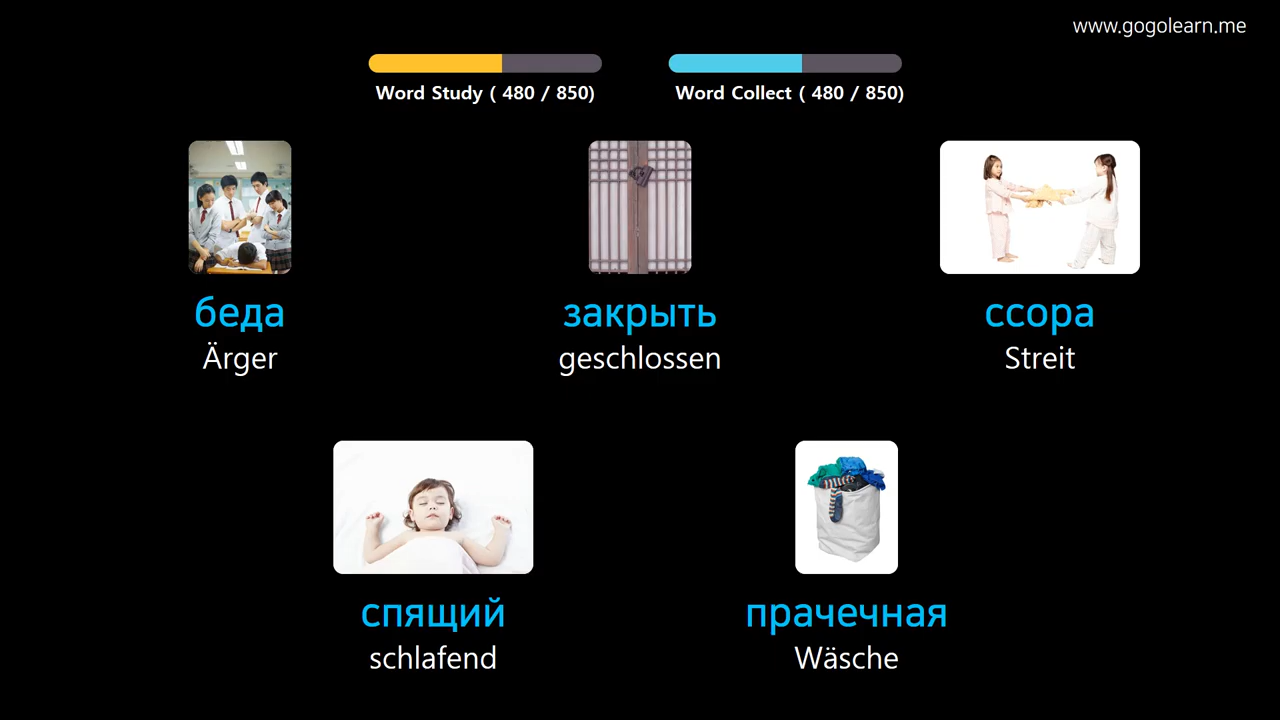 www.gogolearn.me
Word Study ( 480 / 850)
Word Collect ( 480 / 850)
беда
Ärger
закрыть
geschlossen
ссора
Streit
спящий
schlafend
прачечная
Wäsche